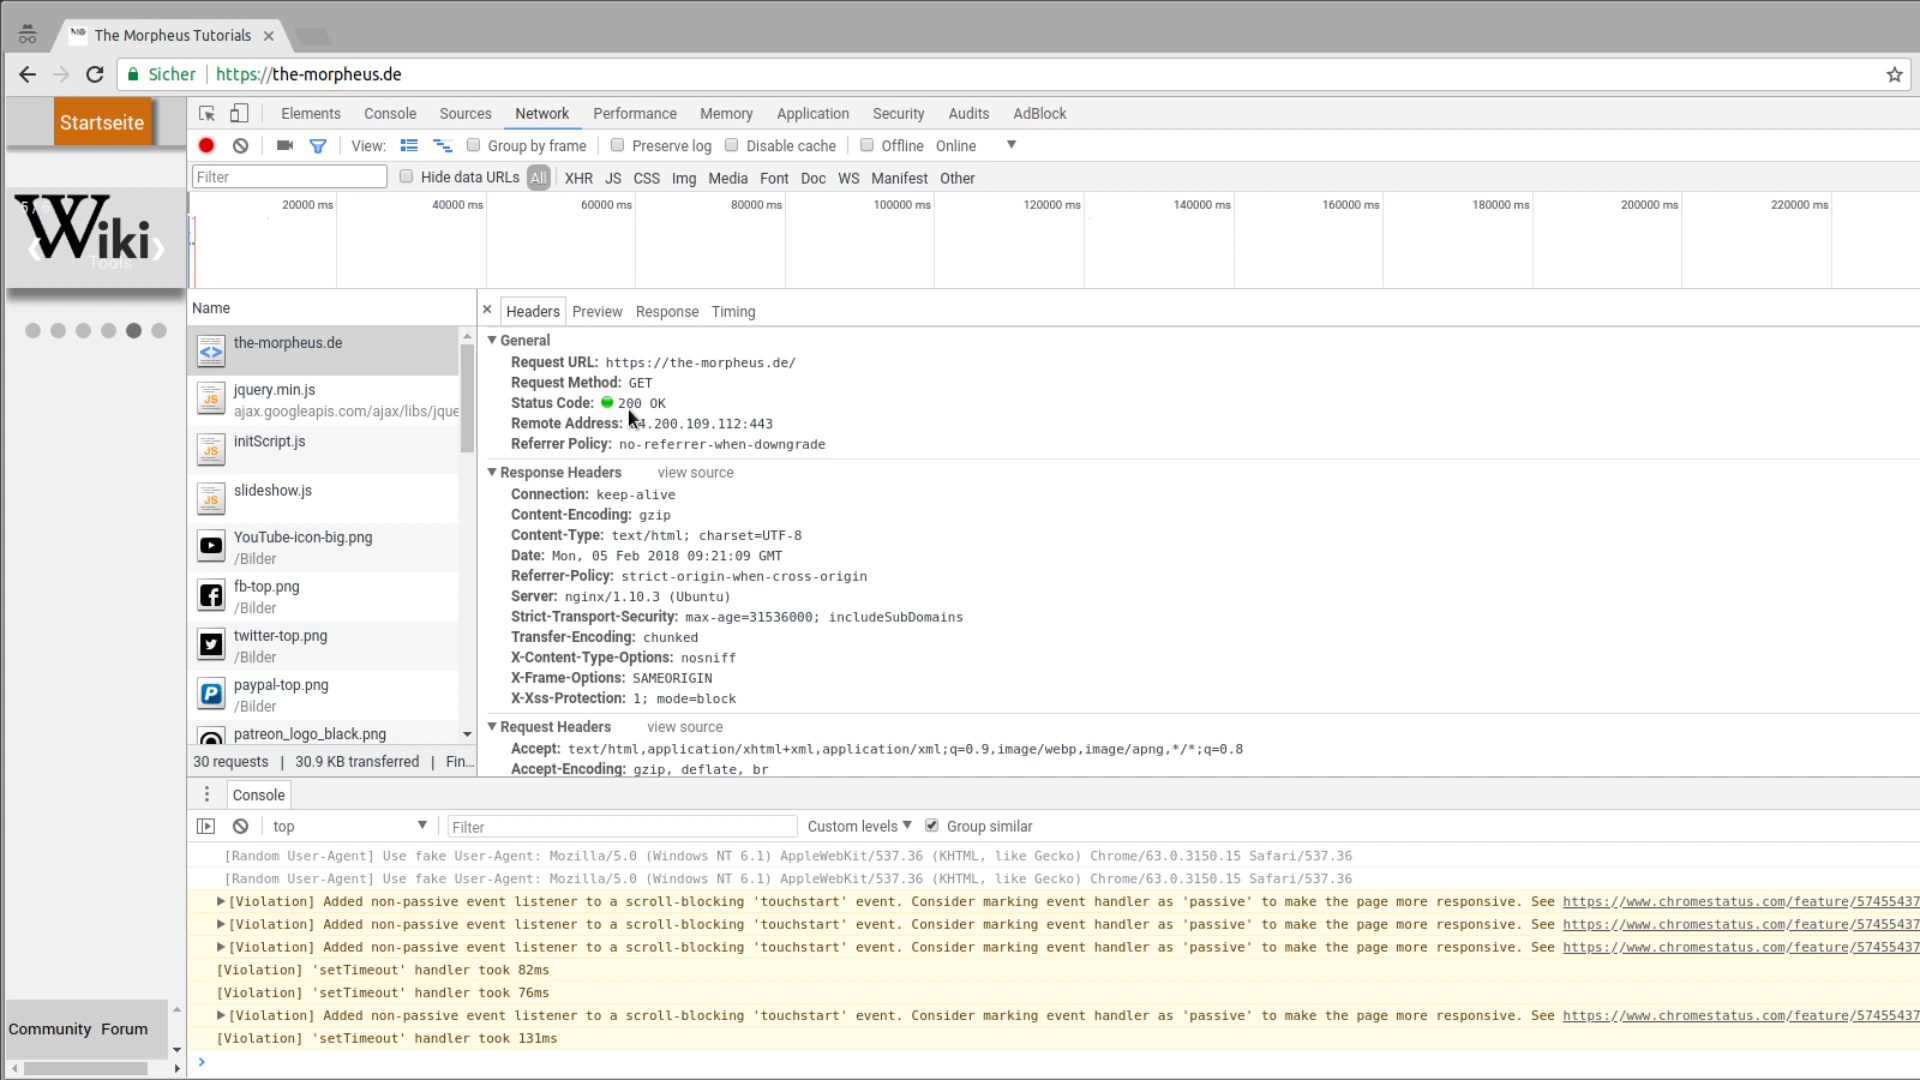 The Morpheus Tutorials
Sicher https://the-morpheus.de
Startseite
Wiki
Tools
Community Forum
Elements Console Sources Network Performance Memory Application Security Audits AdBlock
View: Group by frame Preserve log Disable cache Offline Online
Filter Hide data URLs All XHR JS CSS Img Media Font Doc WS Manifest Other
20000 ms 40000 ms 60000 ms 80000 ms 100000 ms 120000 ms 140000 ms 160000 ms 180000 ms 200000 ms 220000 ms
Name
the-morpheus.de
jquery.min.js
ajax.googleapis.com/ajax/libs/jque
initScript.js
slideshow.js
YouTube-icon-big.png
/Bilder
fb-top.png
/Bilder
twitter-top.png
/Bilder
paypal-top.png
/Bilder
patreon_logo_black.png
30 requests | 30.9 KB transferred | Fin...
Headers Preview Response Timing
General
Request URL: https://the-morpheus.de/
Request Method: GET
Status Code: 200 OK
Remote Address: 4.200.109.112:443
Referrer Policy: no-referrer-when-downgrade
Response Headers view source
Connection: keep-alive
Content-Encoding: gzip
Content-Type: text/html; charset=UTF-8
Date: Mon, 05 Feb 2018 09:21:09 GMT
Referrer-Policy: strict-origin-when-cross-origin
Server: nginx/1.10.3 (Ubuntu)
Strict-Transport-Security: max-age=31536000; includeSubDomains
Transfer-Encoding: chunked
X-Content-Type-Options: nosniff
X-Frame-Options: SAMEORIGIN
X-Xss-Protection: 1; mode=block
Request Headers view source
Accept: text/html,application/xhtml+xml,application/xml;q=0.9,image/webp,image/apng,*/*;q=0.8
Accept-Encoding: gzip, deflate, br
Console
top Filter Custom levels Group similar
[Random User-Agent] Use fake User-Agent: Mozilla/5.0 (Windows NT 6.1) AppleWebKit/537.36 (KHTML, like Gecko) Chrome/63.0.3150.15 Safari/537.36
[Random User-Agent] Use fake User-Agent: Mozilla/5.0 (Windows NT 6.1) AppleWebKit/537.36 (KHTML, like Gecko) Chrome/63.0.3150.15 Safari/537.36
[Violation] Added non-passive event listener to a scroll-blocking 'touchstart' event. Consider marking event handler as 'passive' to make the page more responsive. See https://www.chromestatus.com/feature/57455437
[Violation] Added non-passive event listener to a scroll-blocking 'touchstart' event. Consider marking event handler as 'passive' to make the page more responsive. See https://www.chromestatus.com/feature/57455437
[Violation] Added non-passive event listener to a scroll-blocking 'touchstart' event. Consider marking event handler as 'passive' to make the page more responsive. See https://www.chromestatus.com/feature/57455437
[Violation] 'setTimeout' handler took 82ms
[Violation] 'setTimeout' handler took 76ms
[Violation] Added non-passive event listener to a scroll-blocking 'touchstart' event. Consider marking event handler as 'passive' to make the page more responsive. See https://www.chromestatus.com/feature/57455437
[Violation] 'setTimeout' handler took 131ms